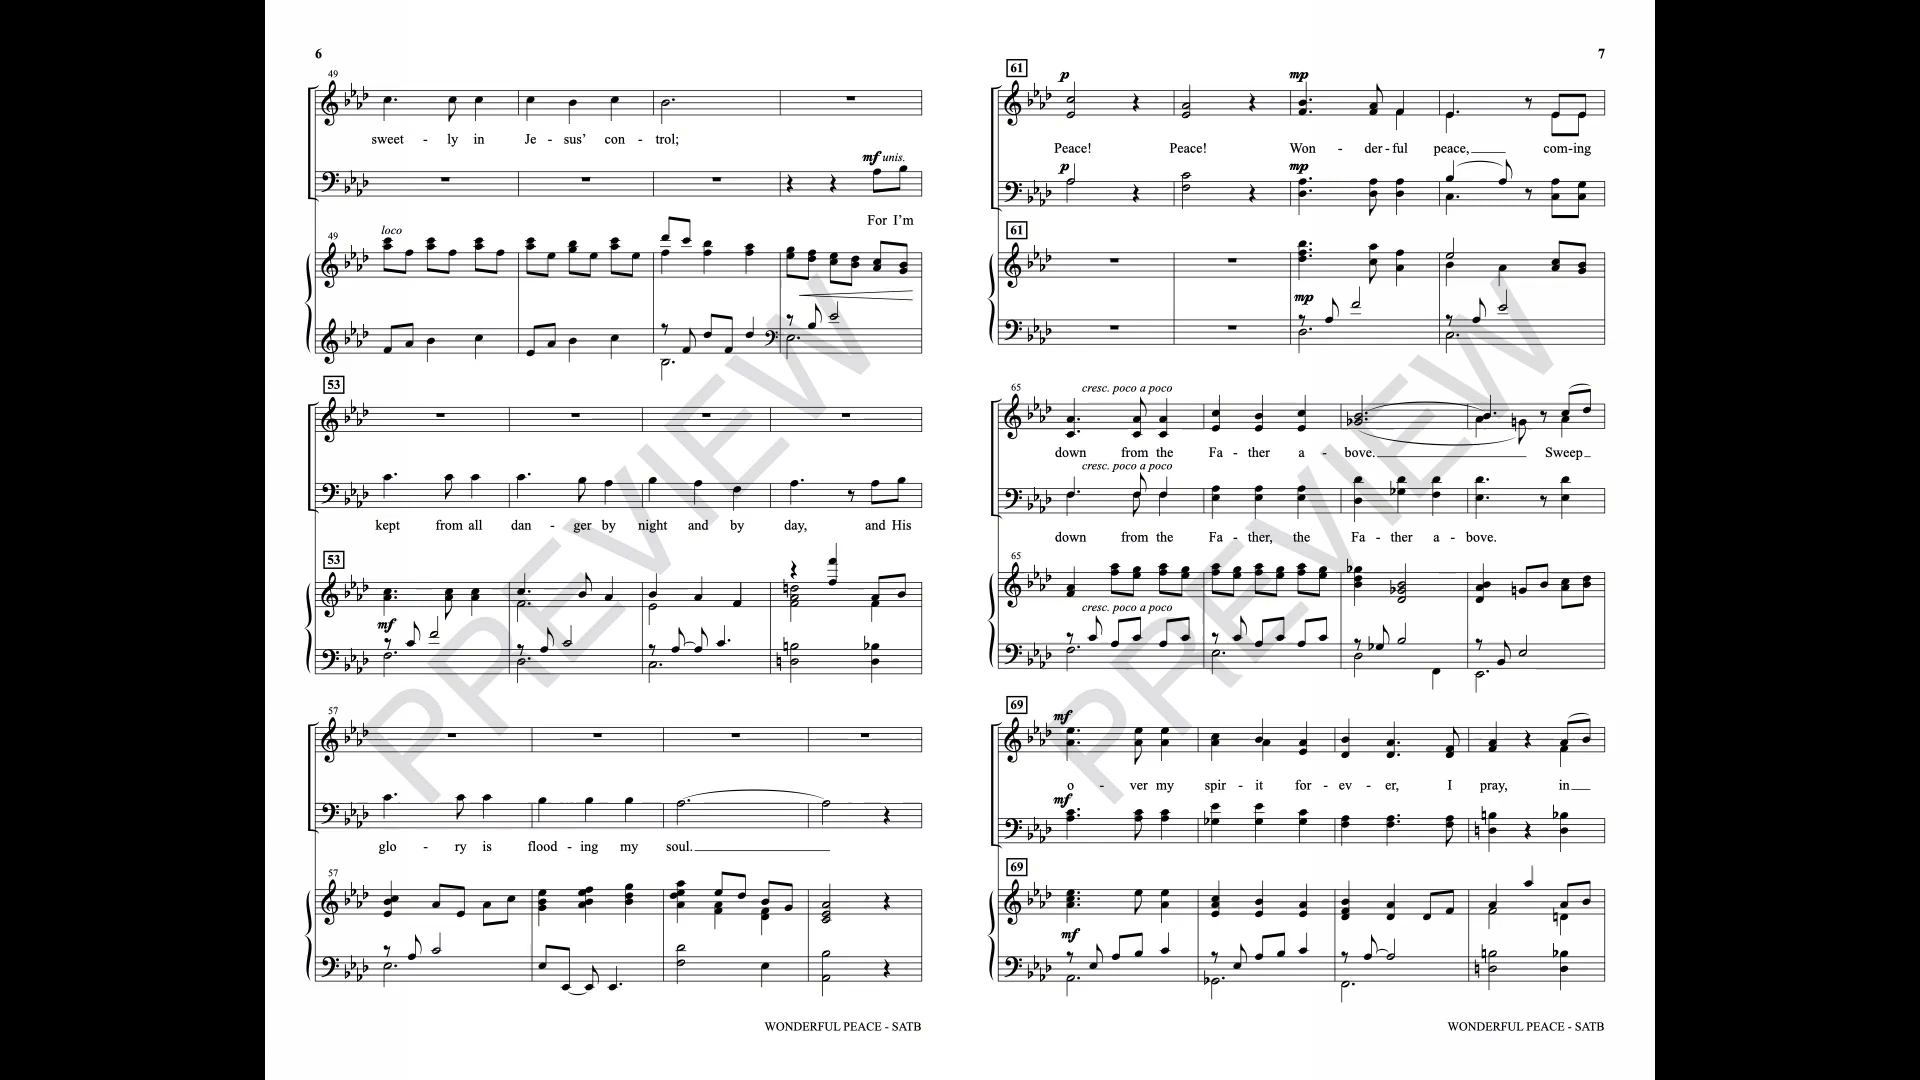 6
49
sweet - ly in Je - sus’ con - trol;
mf unis.
For I’m
49
loco
53
kept from all dan - ger by night and by day, and His
53
mf
57
glo - ry is flood - ing my soul.
57
WONDERFUL PEACE - SATB
7
61
p mp
Peace! Peace! Won - der - ful peace, com-ing
p mp
61
mp
65
cresc. poco a poco
down from the Fa - ther a - bove. Sweep
cresc. poco a poco
down from the Fa - ther, the Fa - ther a - bove.
65
cresc. poco a poco
69
mf
o - ver my spir - it for - ev - er, I pray, in
mf
69
mf
WONDERFUL PEACE - SATB
PREVIEW
PREVIEW